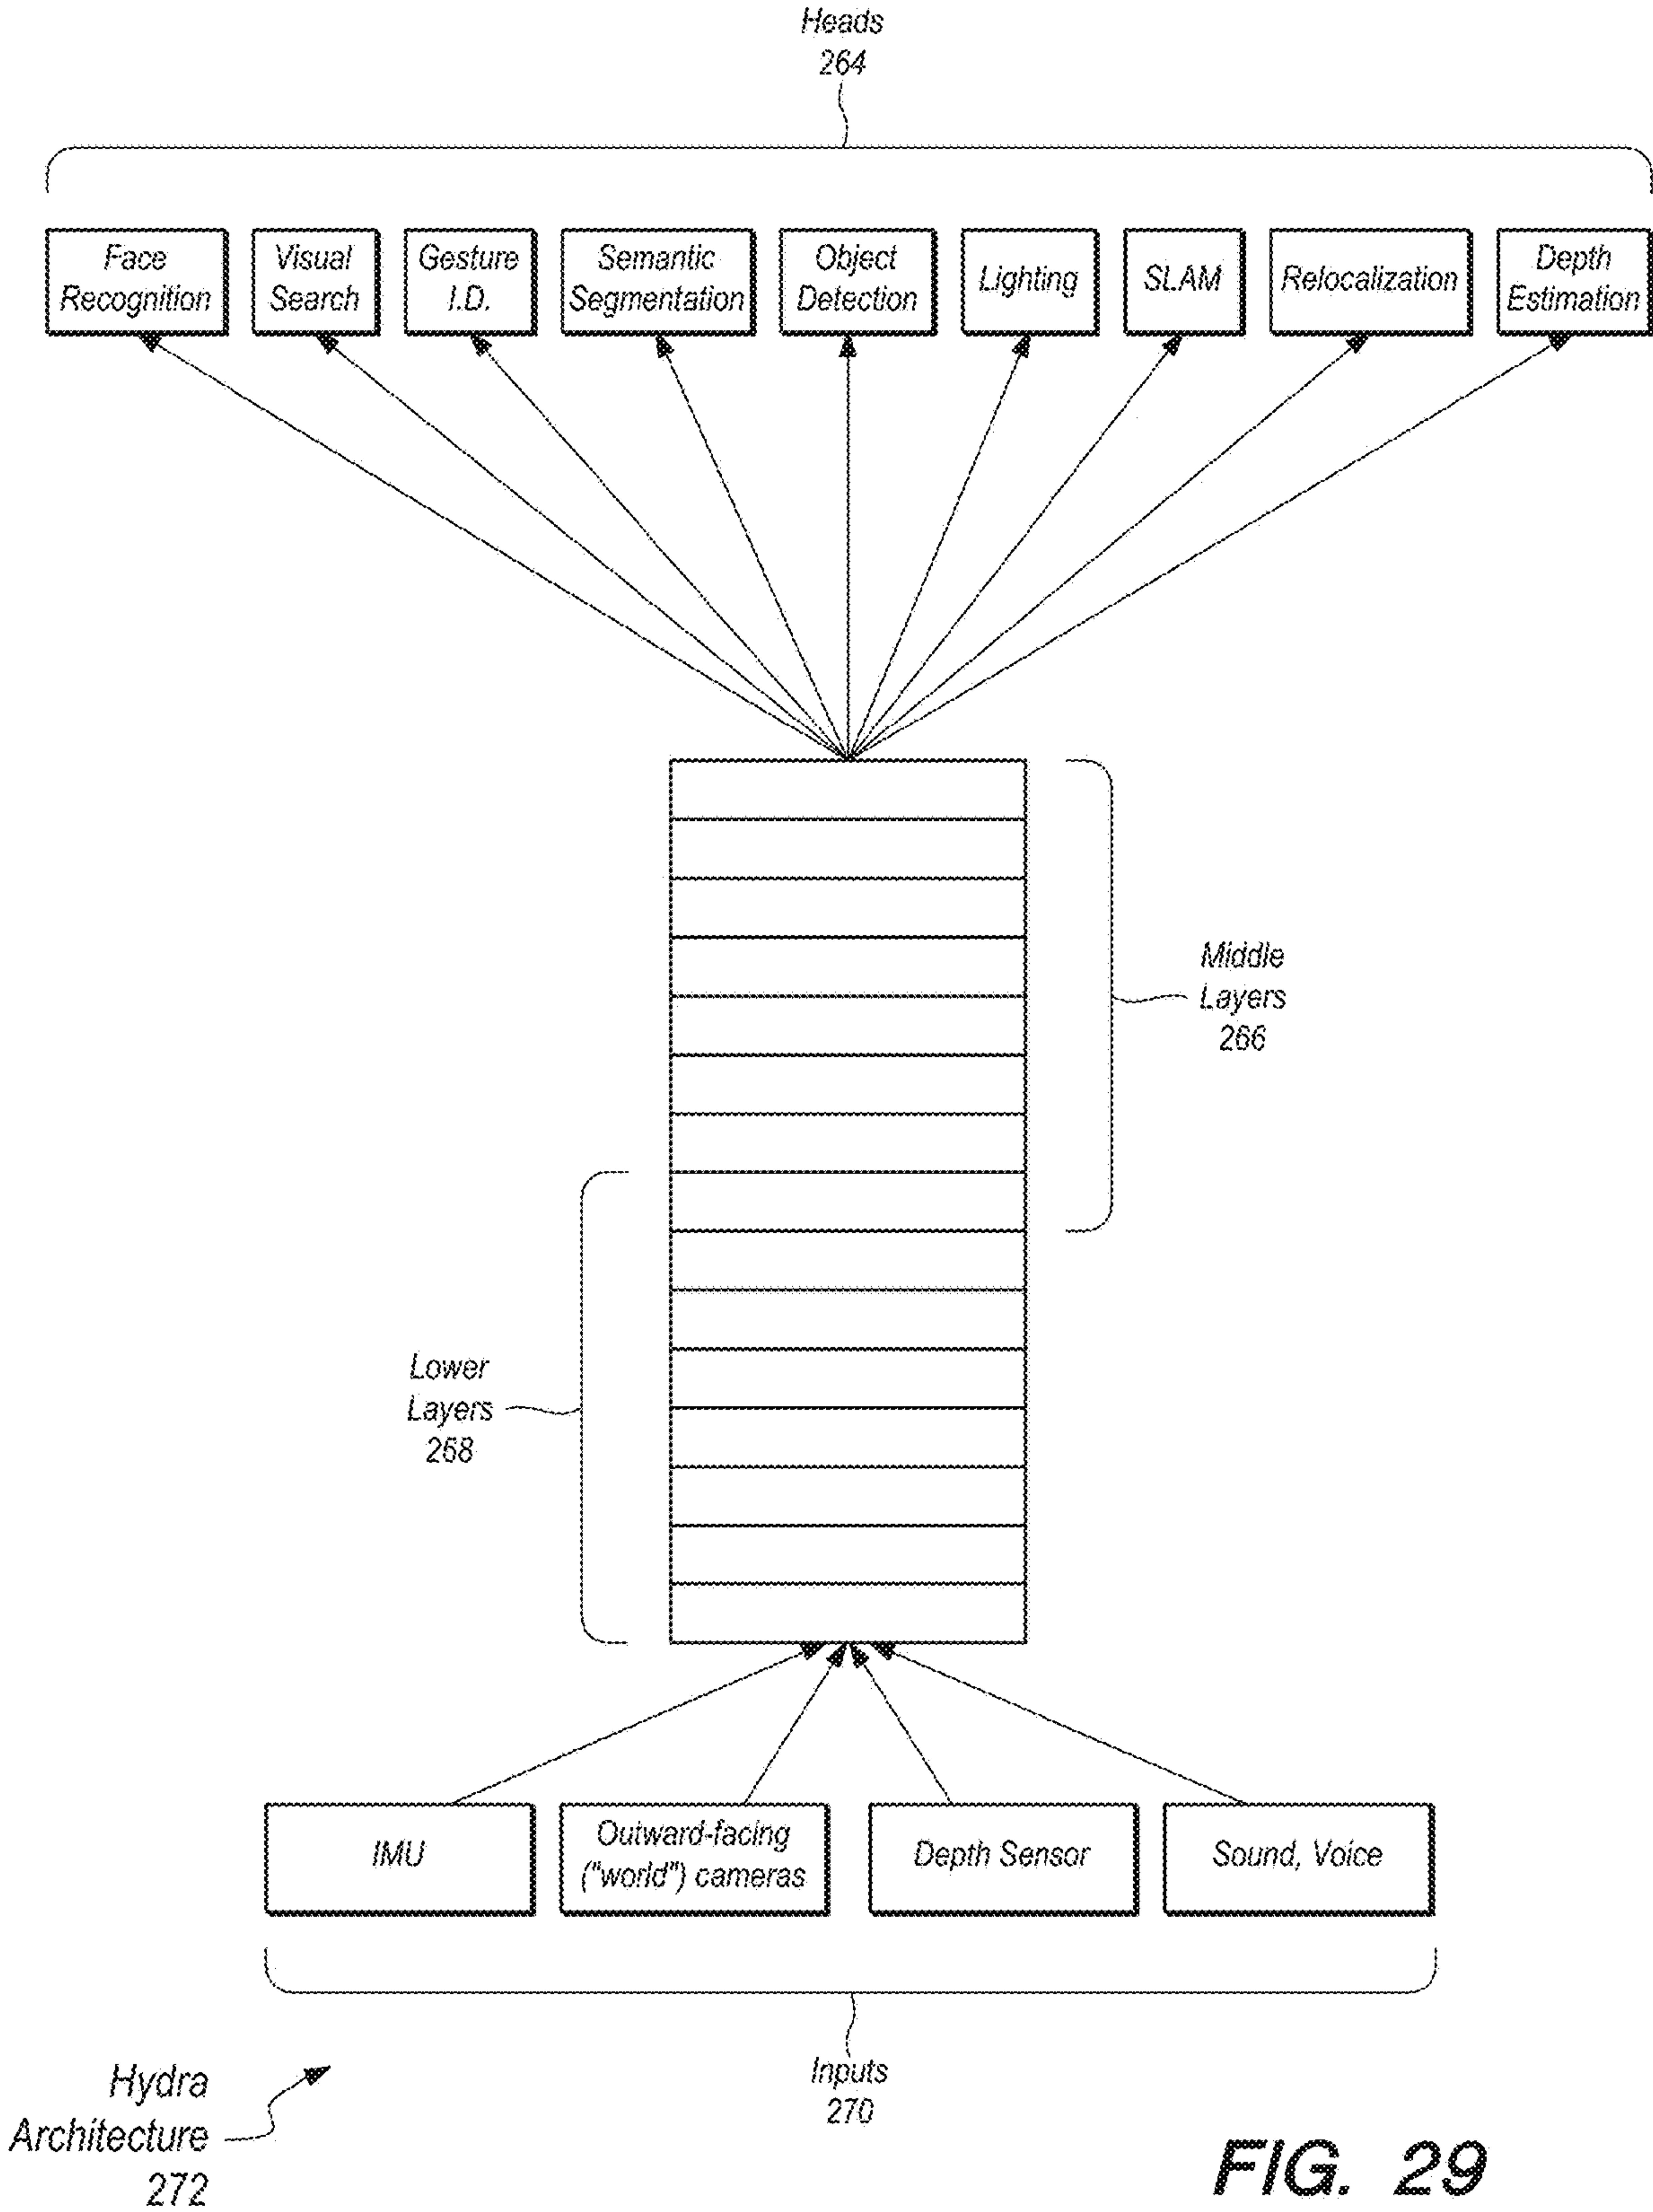 Heads
264
Face
Recognition
Visual
Search
Gesture
I.D.
Semantic
Segmentation
Object
Detection
Lighting
SLAM
Relocalization
Depth
Estimation
Middle
Layers
266
Lower
Layers
268
IMU
Outward-facing
("world") cameras
Depth Sensor
Sound, Voice
Inputs
270
Hydra
Architecture
272
FIG. 29